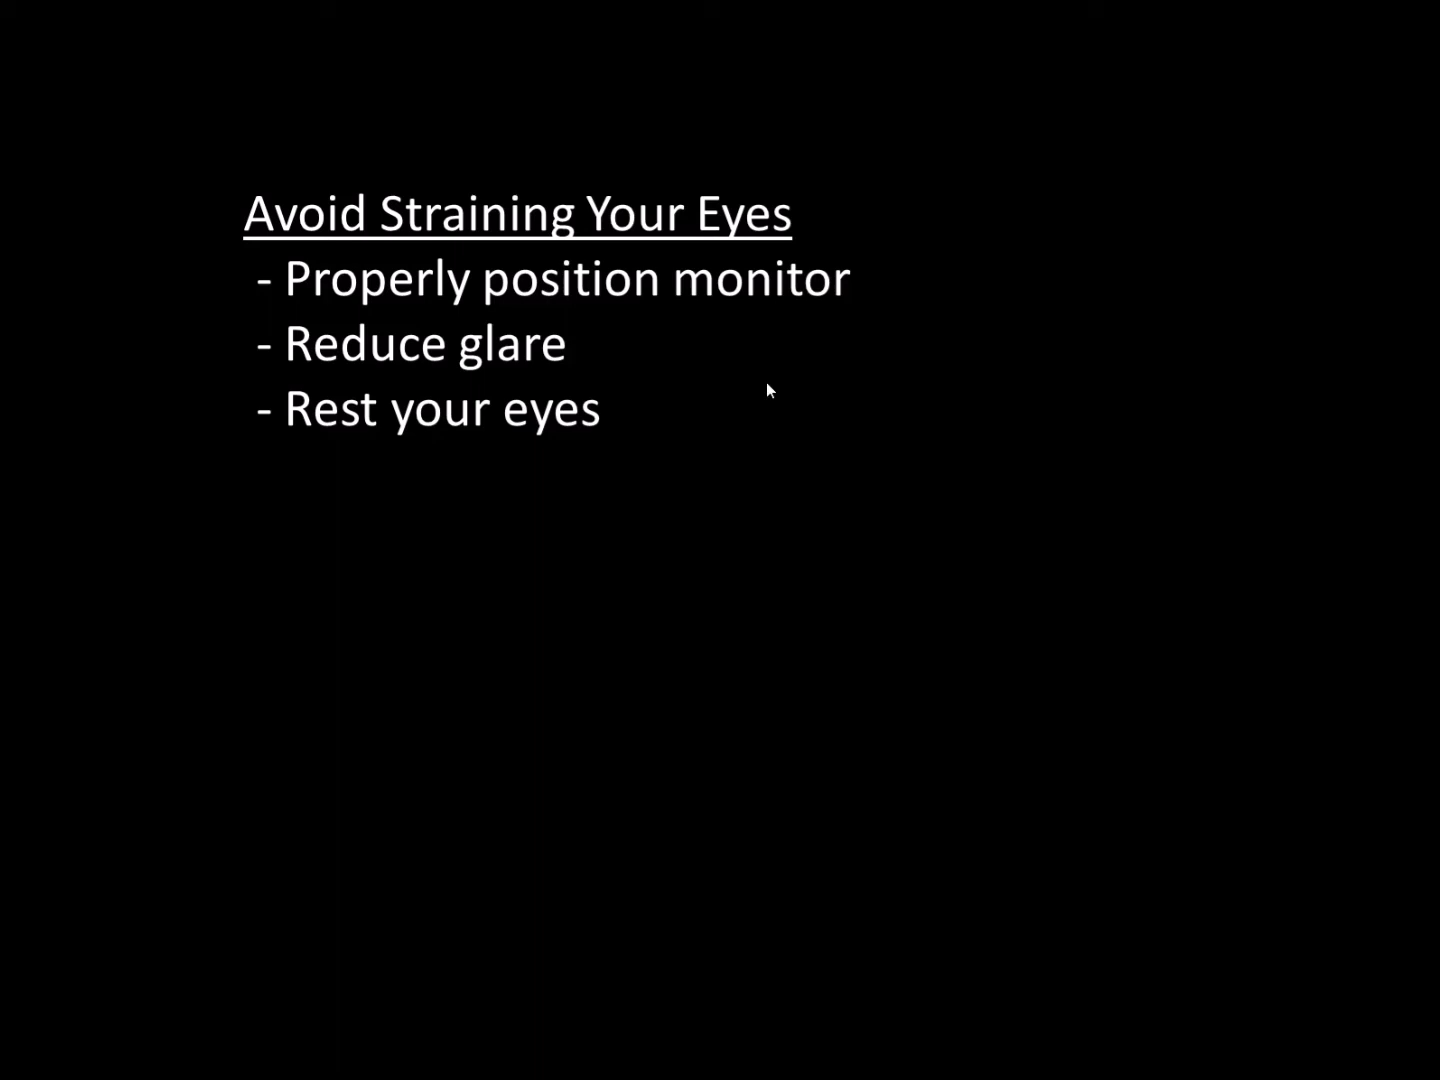 Avoid Straining Your Eyes
- Properly position monitor
- Reduce glare
- Rest your eyes